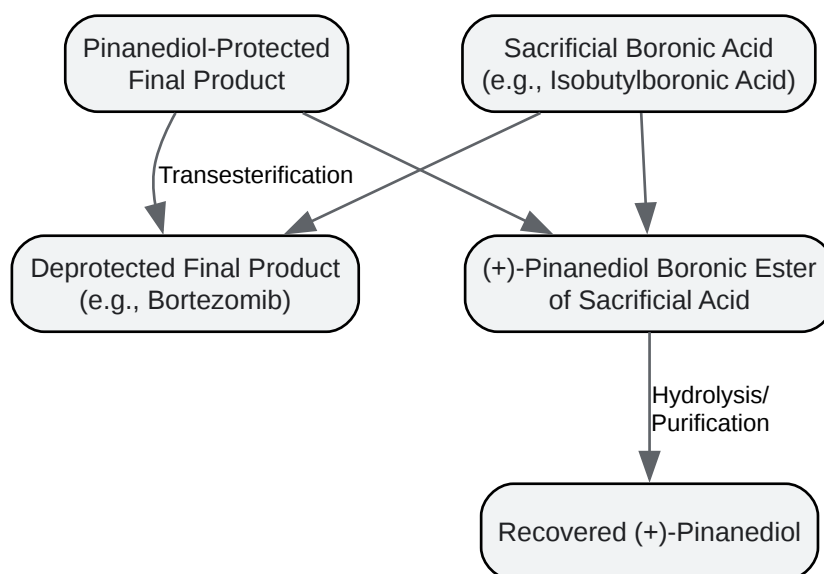 Pinanediol-Protected
Final Product
Sacrificial Boronic Acid
(e.g., Isobutylboronic Acid)
Transesterification
Deprotected Final Product
(e.g., Bortezomib)
(+)-Pinanediol Boronic Ester
of Sacrificial Acid
Hydrolysis/
Purification
Recovered (+)-Pinanediol